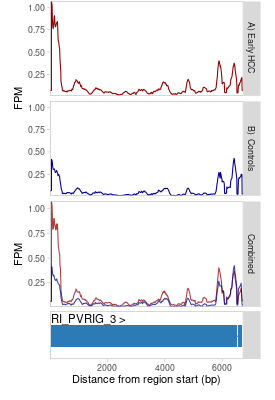 1.00
0.75
0.50
0.25
FPM
A) Early HCC
1.00
0.75
0.50
0.25
B) Controls
1.00
0.75
0.50
0.25
FPM
Combined
RI_PVRIG_3 >
2000 4000 6000
Distance from region start (bp)